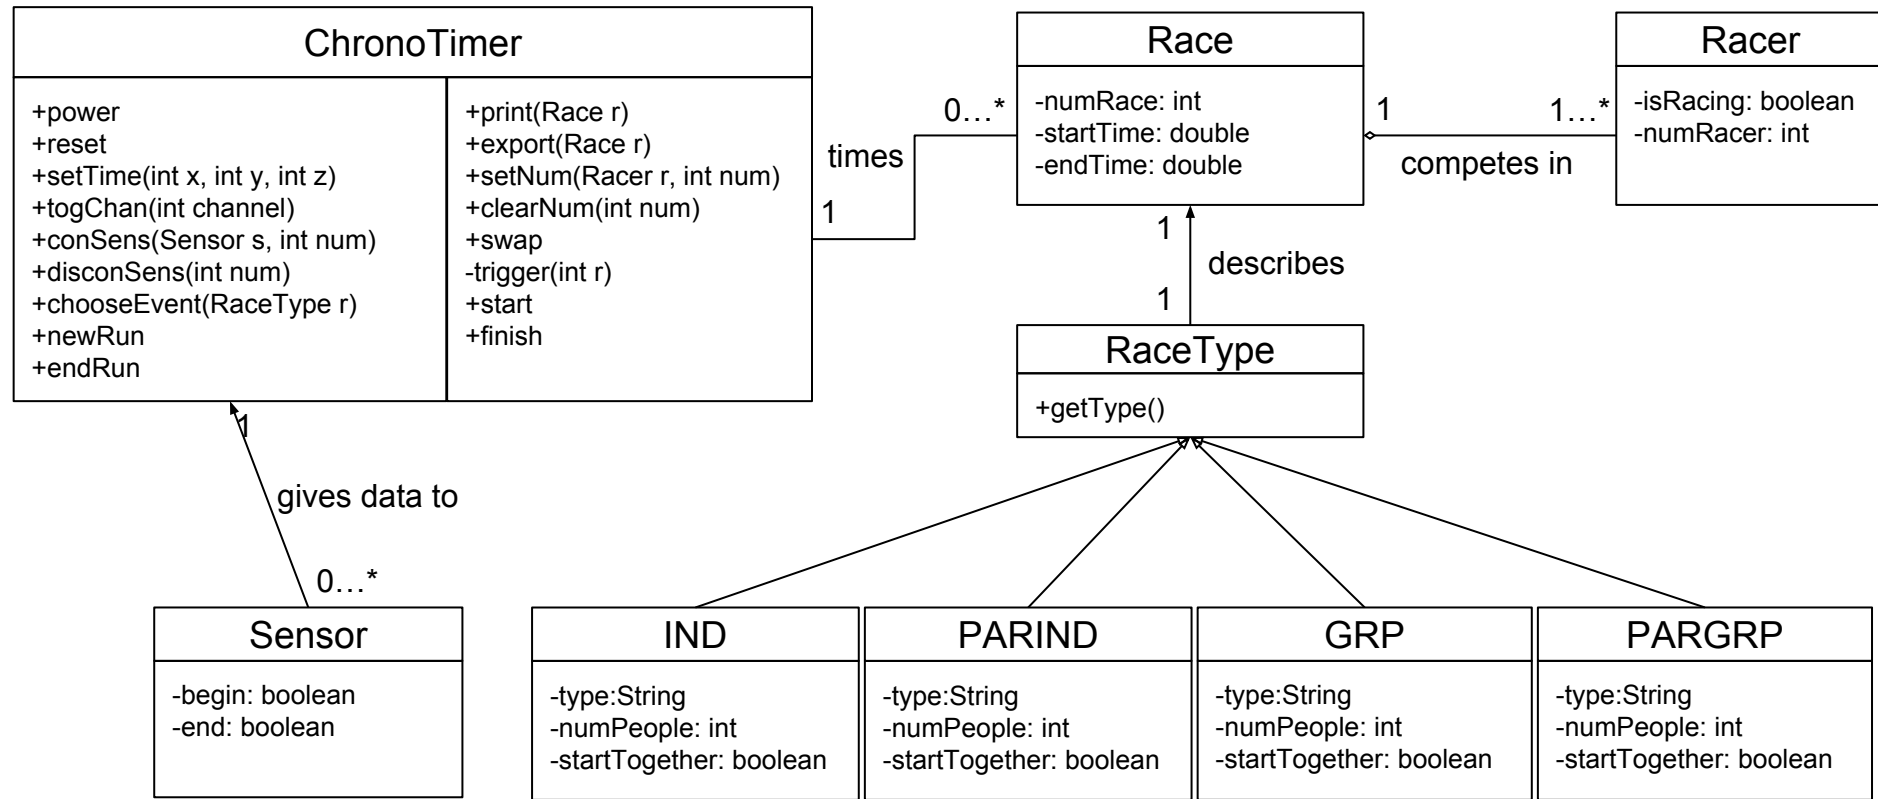 ChronoTimer
+power
+reset
+setTime(int x, int y, int z)
+togChan(int channel)
+conSens(Sensor s, int num)
+disconSens(int num)
+chooseEvent(RaceType r)
+newRun
+endRun
+print(Race r)
+export(Race r)
+setNum(Racer r, int num)
+clearNum(int num)
+swap
-trigger(int r)
+start
+finish
times
0…*
1
Race
-numRace: int
-startTime: double
-endTime: double
1
1…*
competes in
Racer
-isRacing: boolean
-numRacer: int
1
describes
1
RaceType
+getType()
1
gives data to
0…*
Sensor
-begin: boolean
-end: boolean
IND
-type:String
-numPeople: int
-startTogether: boolean
PARIND
-type:String
-numPeople: int
-startTogether: boolean
GRP
-type:String
-numPeople: int
-startTogether: boolean
PARGRP
-type:String
-numPeople: int
-startTogether: boolean